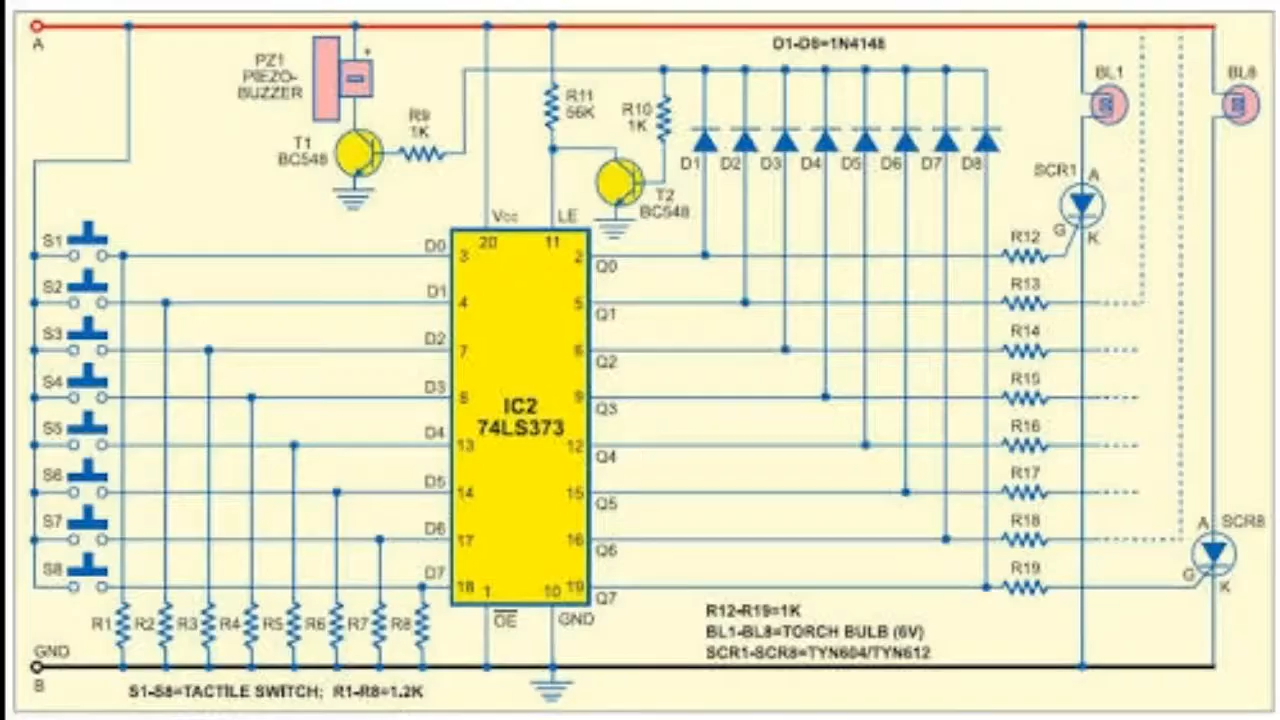 A
D1-D8=1N4148
PZ1
PIEZO-
BUZZER
+
R9
1K
T1
BC548
R11
56K
R10
1K
T2
BC548
BL1
BL8
D1 D2 D3 D4 D5 D6 D7 D8
SCR1
A
G
K
Vcc
LE
20
11
S1
D0
3
2
Q0
R12
S2
D1
4
5
Q1
R13
S3
D2
7
6
Q2
R14
S4
D3
8
9
Q3
R15
IC2
74LS373
S5
D4
13
12
Q4
R16
S6
D5
14
15
Q5
R17
S7
D6
17
16
Q6
R18
A
SCR8
G
K
S8
D7
18
1
10
19
Q7
R19
OE
GND
R1 R2 R3 R4 R5 R6 R7 R8
R12-R19=1K
BL1-BL8=TORCH BULB (6V)
SCR1-SCR8=TYN604/TYN612
GND
B
S1-S8=TACTILE SWITCH; R1-R8=1.2K